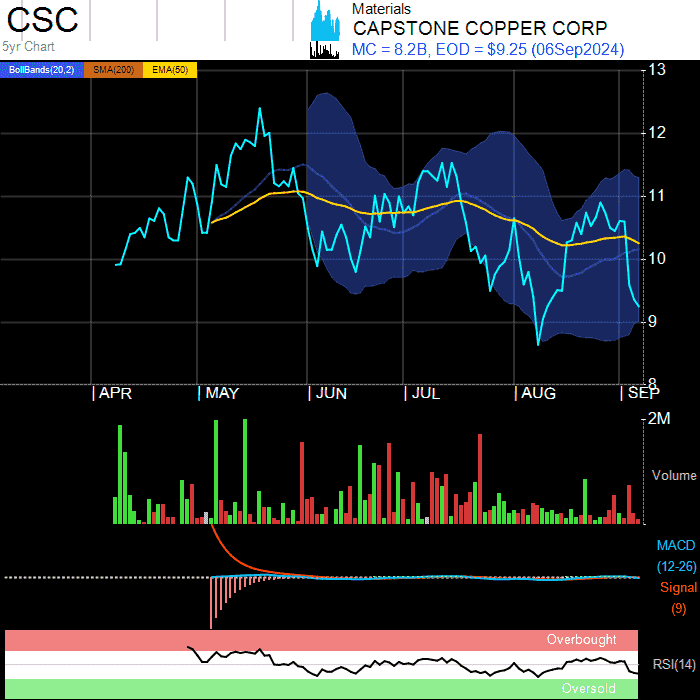 CSC
5yr Chart
Materials
CAPSTONE COPPER CORP
MC = 8.2B, EOD = $9.25 (06Sep2024)
BollBands(20,2) SMA(200) EMA(50)
13
12
11
10
9
8
APR MAY JUN JUL AUG SEP
2M
Volume
MACD
(12-26)
Signal
(9)
Overbought
RSI(14)
Oversold